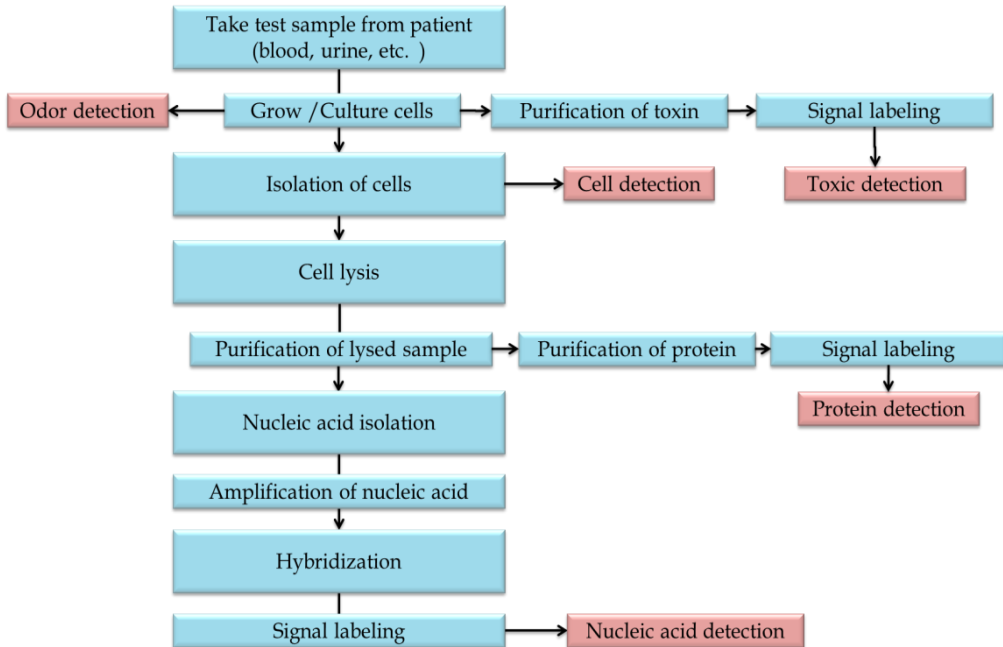 Take test sample from patient
(blood, urine, etc. )
Odor detection
Grow /Culture cells
Purification of toxin
Signal labeling
Isolation of cells
Cell detection
Toxic detection
Cell lysis
Purification of lysed sample
Purification of protein
Signal labeling
Nucleic acid isolation
Protein detection
Amplification of nucleic acid
Hybridization
Signal labeling
Nucleic acid detection